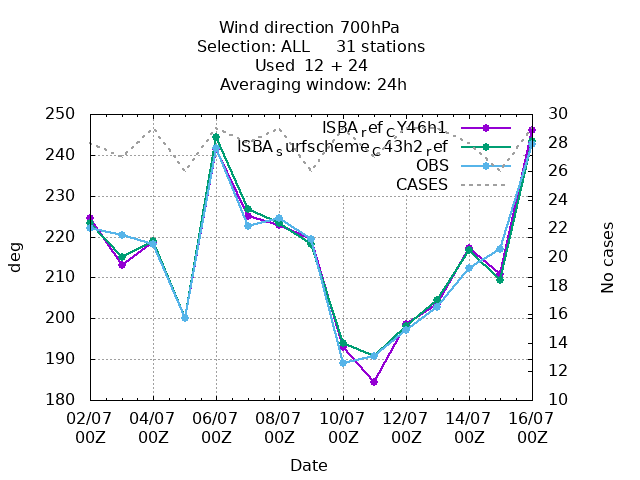 Wind direction 700hPa
Selection: ALL 31 stations
Used 12 + 24
Averaging window: 24h
250
240
230
220
210
200
190
180
30
28
26
24
22
20
18
16
14
12
10
deg
No cases
ISBA_ref_CY46h1
ISBA_surfscheme_C43h2_ref
OBS
CASES
02/07 04/07 06/07 08/07 10/07 12/07 14/07 16/07
00Z 00Z 00Z 00Z 00Z 00Z 00Z 00Z
Date